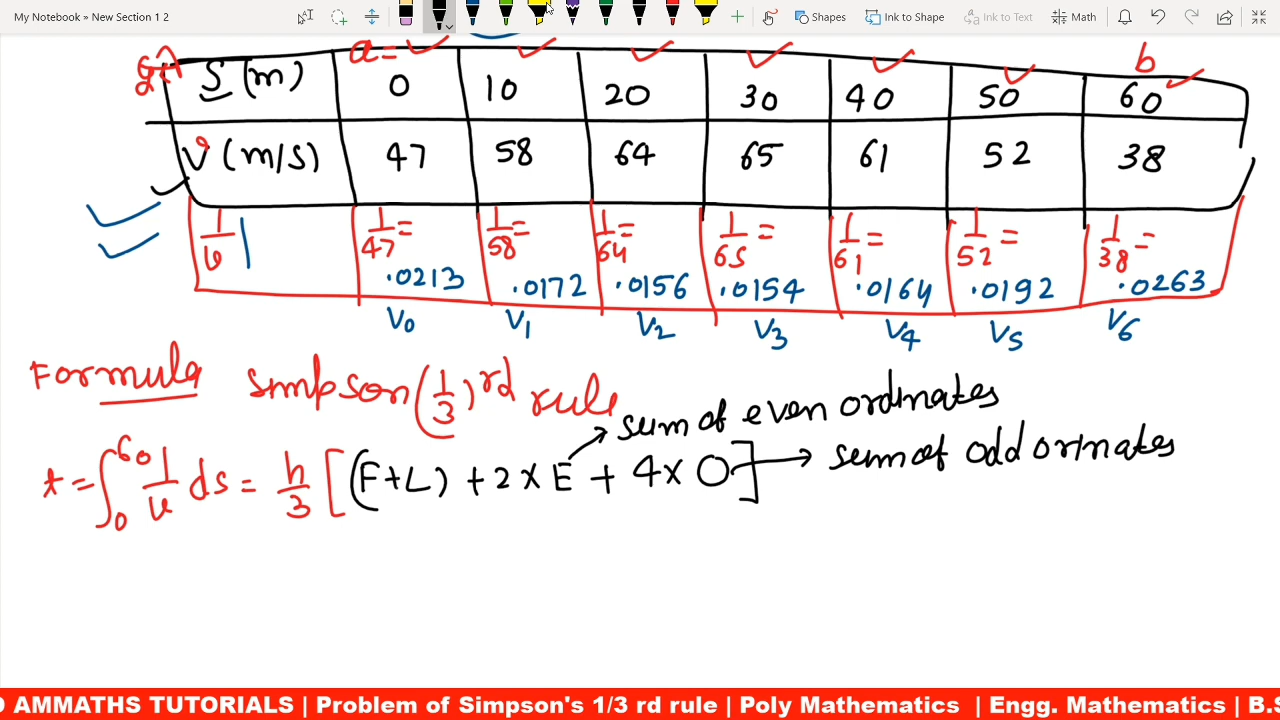 My Notebook » New Section 1 2
Shapes Ink to Shape Ink to Text Math
a= b
S (m) 0 10 20 30 40 50 60
v (m/s) 47 58 64 65 61 52 38
1/v 1/47 = 1/58 = 1/64 = 1/65 = 1/61 = 1/52 = 1/38 =
.0213 .0172 .0156 .0154 .0164 .0192 .0263
V₀ V₁ V₂ V₃ V₄ V₅ V₆
Formula simpson (1/3)rd rule
sum of even ordinates
t = ∫₀⁶⁰ 1/v ds = h/3 [(F+L) + 2 × E + 4 × O] → sum of odd orinates
AMMATHS TUTORIALS | Problem of Simpson's 1/3 rd rule | Poly Mathematics | Engg. Mathematics | B.S